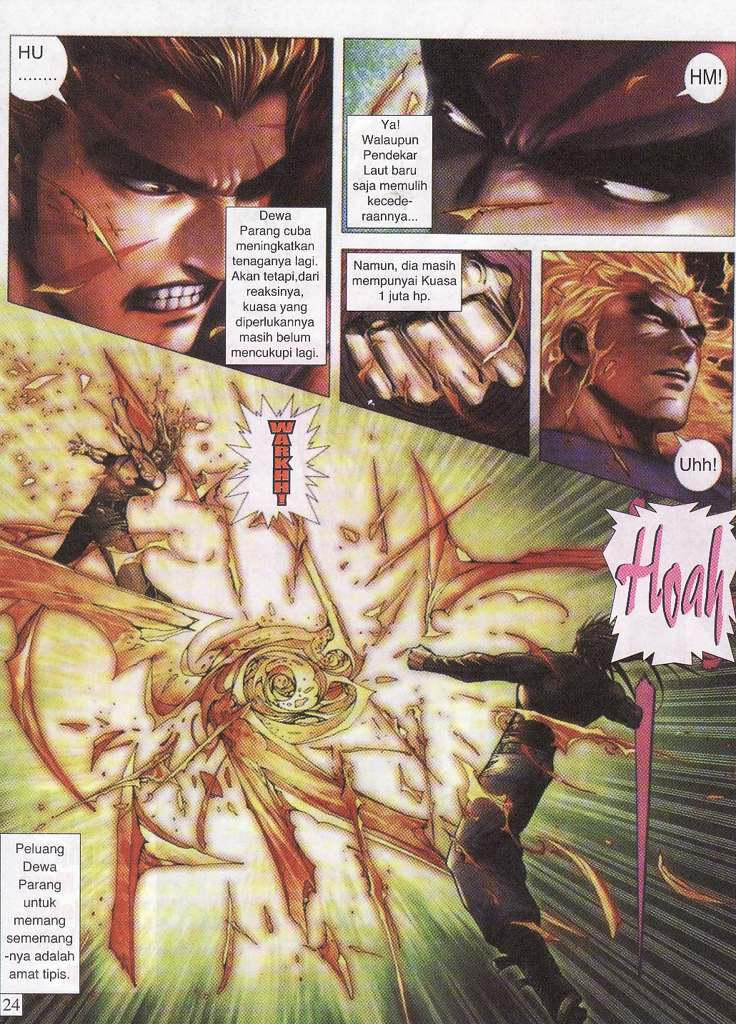 HU
........
Dewa
Parang cuba
meningkatkan
tenaganya lagi.
Akan tetapi,dari
reaksinya,
kuasa yang
diperlukannya
masih belum
mencukupi lagi.
HM!
Ya!
Walaupun
Pendekar
Laut baru
saja memulih
kecede-
raannya...
Namun, dia masih
mempunyai Kuasa
1 juta hp.
Uhh!
WARKHH!
Hoah
Peluang
Dewa
Parang
untuk
memang
sememang
-nya adalah
amat tipis.
24